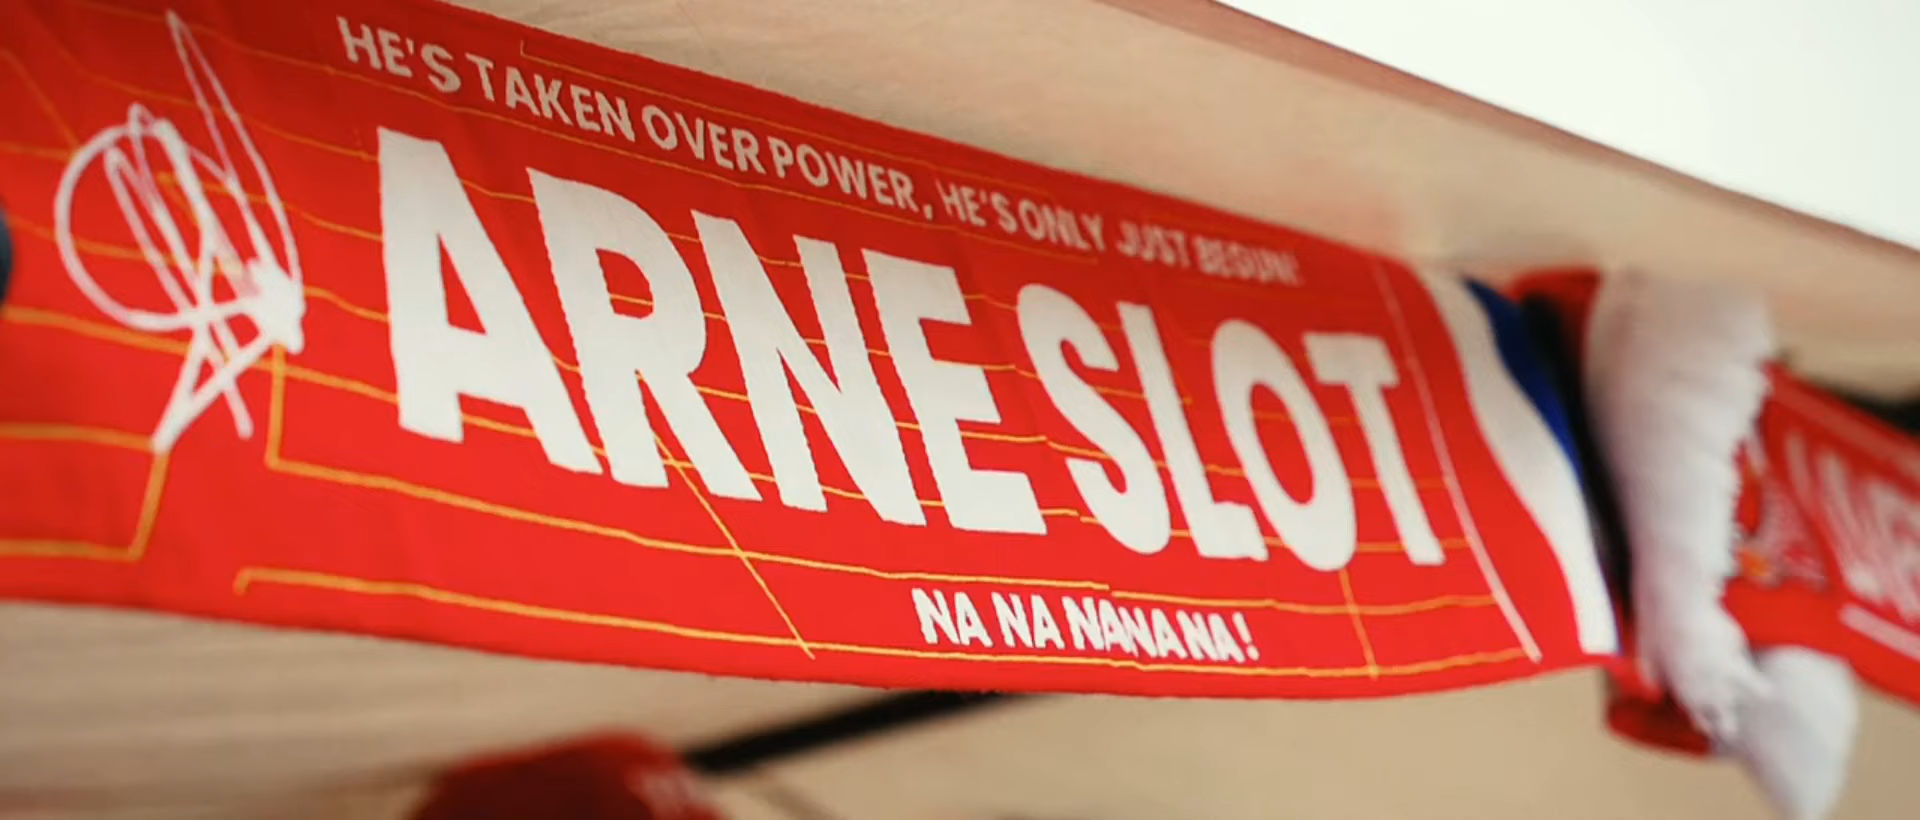 HE'S TAKEN OVER POWER, HE'S ONLY JUST BEGUN!
ARNE SLOT
NA NA NANANA!